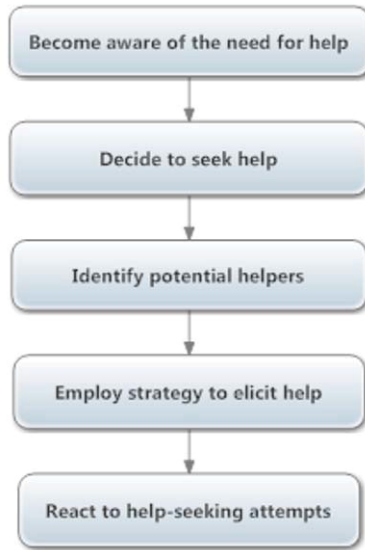 Become aware of the need for help
Decide to seek help
Identify potential helpers
Employ strategy to elicit help
React to help-seeking attempts